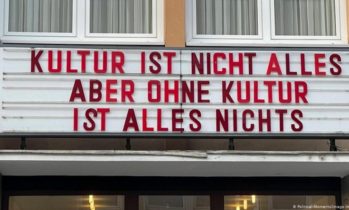 KULTUR IST NICHT ALLES
ABER OHNE KULTUR
IST ALLES NICHTS